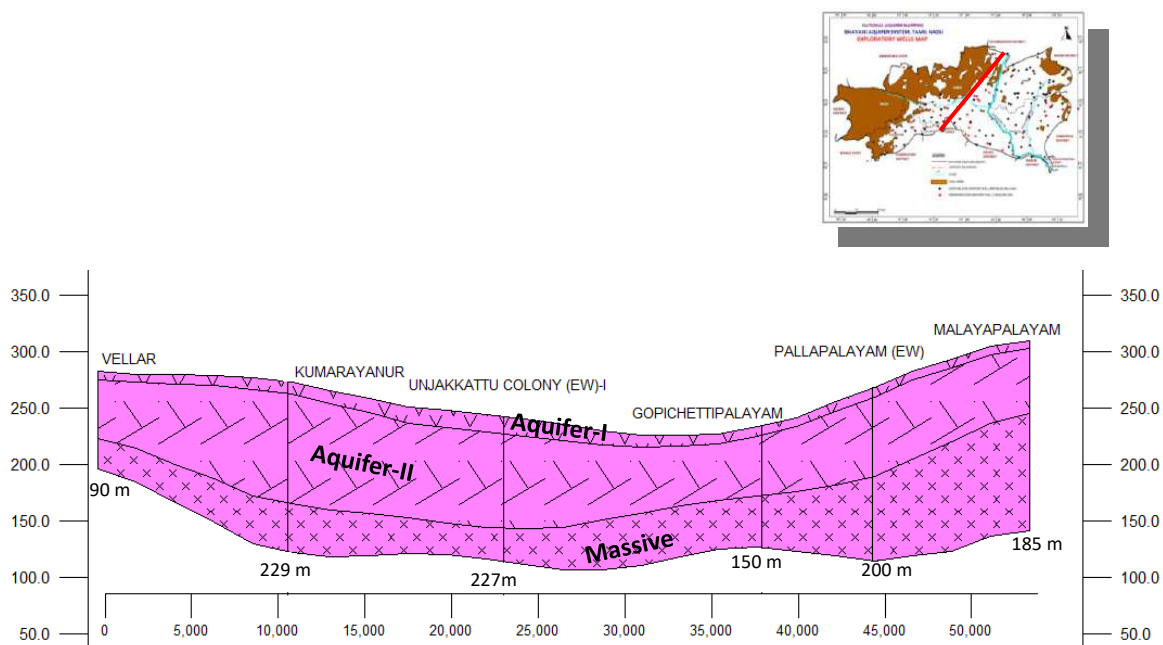 BHAVANI AQUIFER SYSTEM, TAMIL NADU
EXPLORATORY WELLS MAP
350.0
350.0
MALAYAPALAYAM
300.0
VELLAR
PALLAPALAYAM (EW)
300.0
KUMARAYANUR
UNJAKKATTU COLONY (EW)-I
250.0
GOPICHETTIPALAYAM
250.0
Aquifer-I
Aquifer-II
200.0
200.0
90 m
150.0
150.0
Massive
185 m
229 m
227m
150 m
200 m
100.0
100.0
50.0
0
5,000
10,000
15,000
20,000
25,000
30,000
35,000
40,000
45,000
50,000
50.0